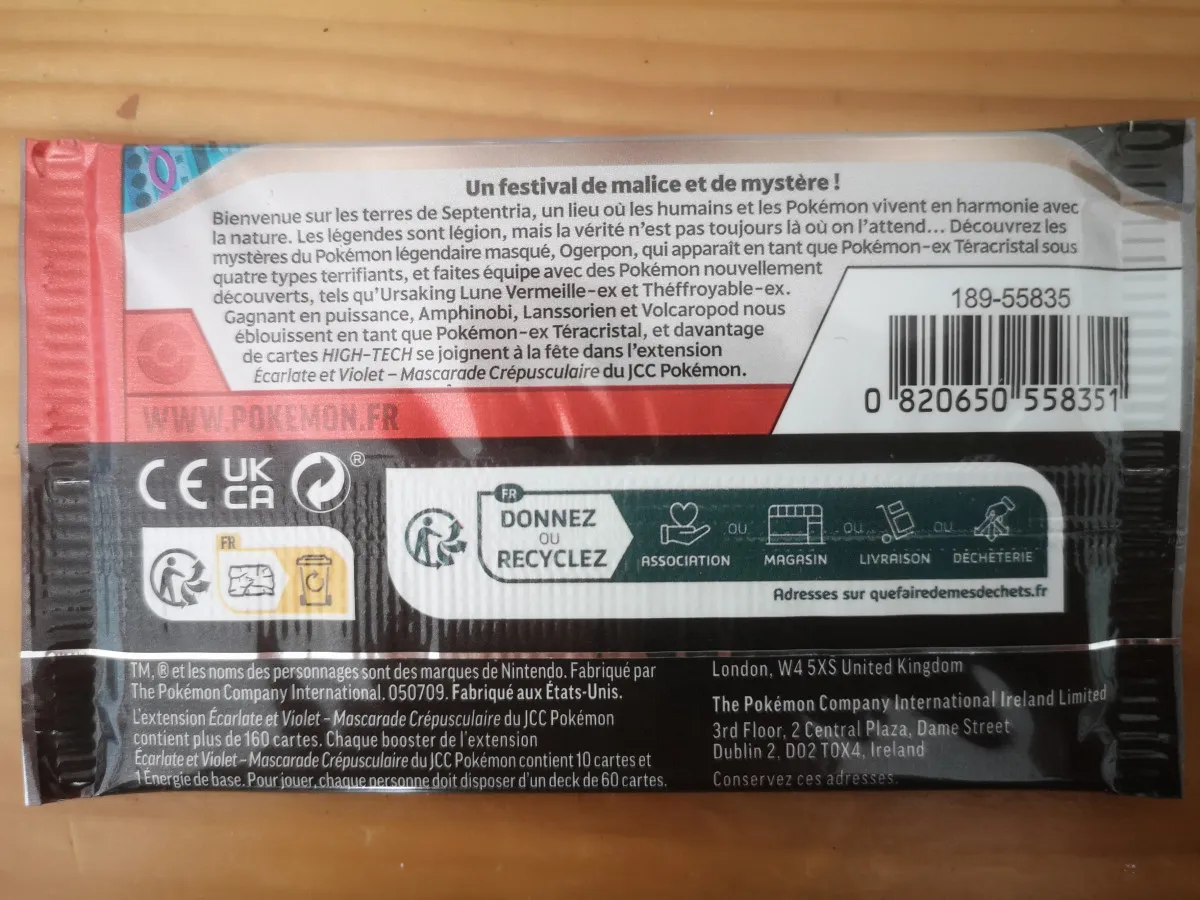 Un festival de malice et de mystère !
Bienvenue sur les terres de Septentria, un lieu où les humains et les Pokémon vivent en harmonie avec
la nature. Les légendes sont légion, mais la vérité n'est pas toujours là où on l'attend... Découvrez les
mystères du Pokémon légendaire masqué, Ogerpon, qui apparaît en tant que Pokémon-ex Téracristal sous
quatre types terrifiants, et faites équipe avec des Pokémon nouvellement
découverts, tels qu'Ursaking Lune Vermeille-ex et Théffroyable-ex.
Gagnant en puissance, Amphinobi, Lanssorien et Volcaropod nous
éblouissent en tant que Pokémon-ex Téracristal, et davantage
de cartes HIGH-TECH se joignent à la fête dans l'extension
Écarlate et Violet – Mascarade Crépusculaire du JCC Pokémon.
189-55835
0 820650 558351
WWW.POKEMON.FR
CE UK CA ®
FR
FR
DONNEZ
OU
RECYCLEZ
ASSOCIATION OU MAGASIN OU LIVRAISON OU DÉCHÈTERIE
Adresses sur quefairedemesdechets.fr
TM, ® et les noms des personnages sont des marques de Nintendo. Fabriqué par
The Pokémon Company International, 050709. Fabriqué aux États-Unis.
L'extension Écarlate et Violet – Mascarade Crépusculaire du JCC Pokémon
contient plus de 160 cartes. Chaque booster de l'extension
Écarlate et Violet – Mascarade Crépusculaire du JCC Pokémon contient 10 cartes et
1 Énergie de base. Pour jouer, chaque personne doit disposer d'un deck de 60 cartes.
London, W4 5XS United Kingdom
The Pokémon Company International Ireland Limited
3rd Floor, 2 Central Plaza, Dame Street
Dublin 2, D02 T0X4, Ireland
Conservez ces adresses.